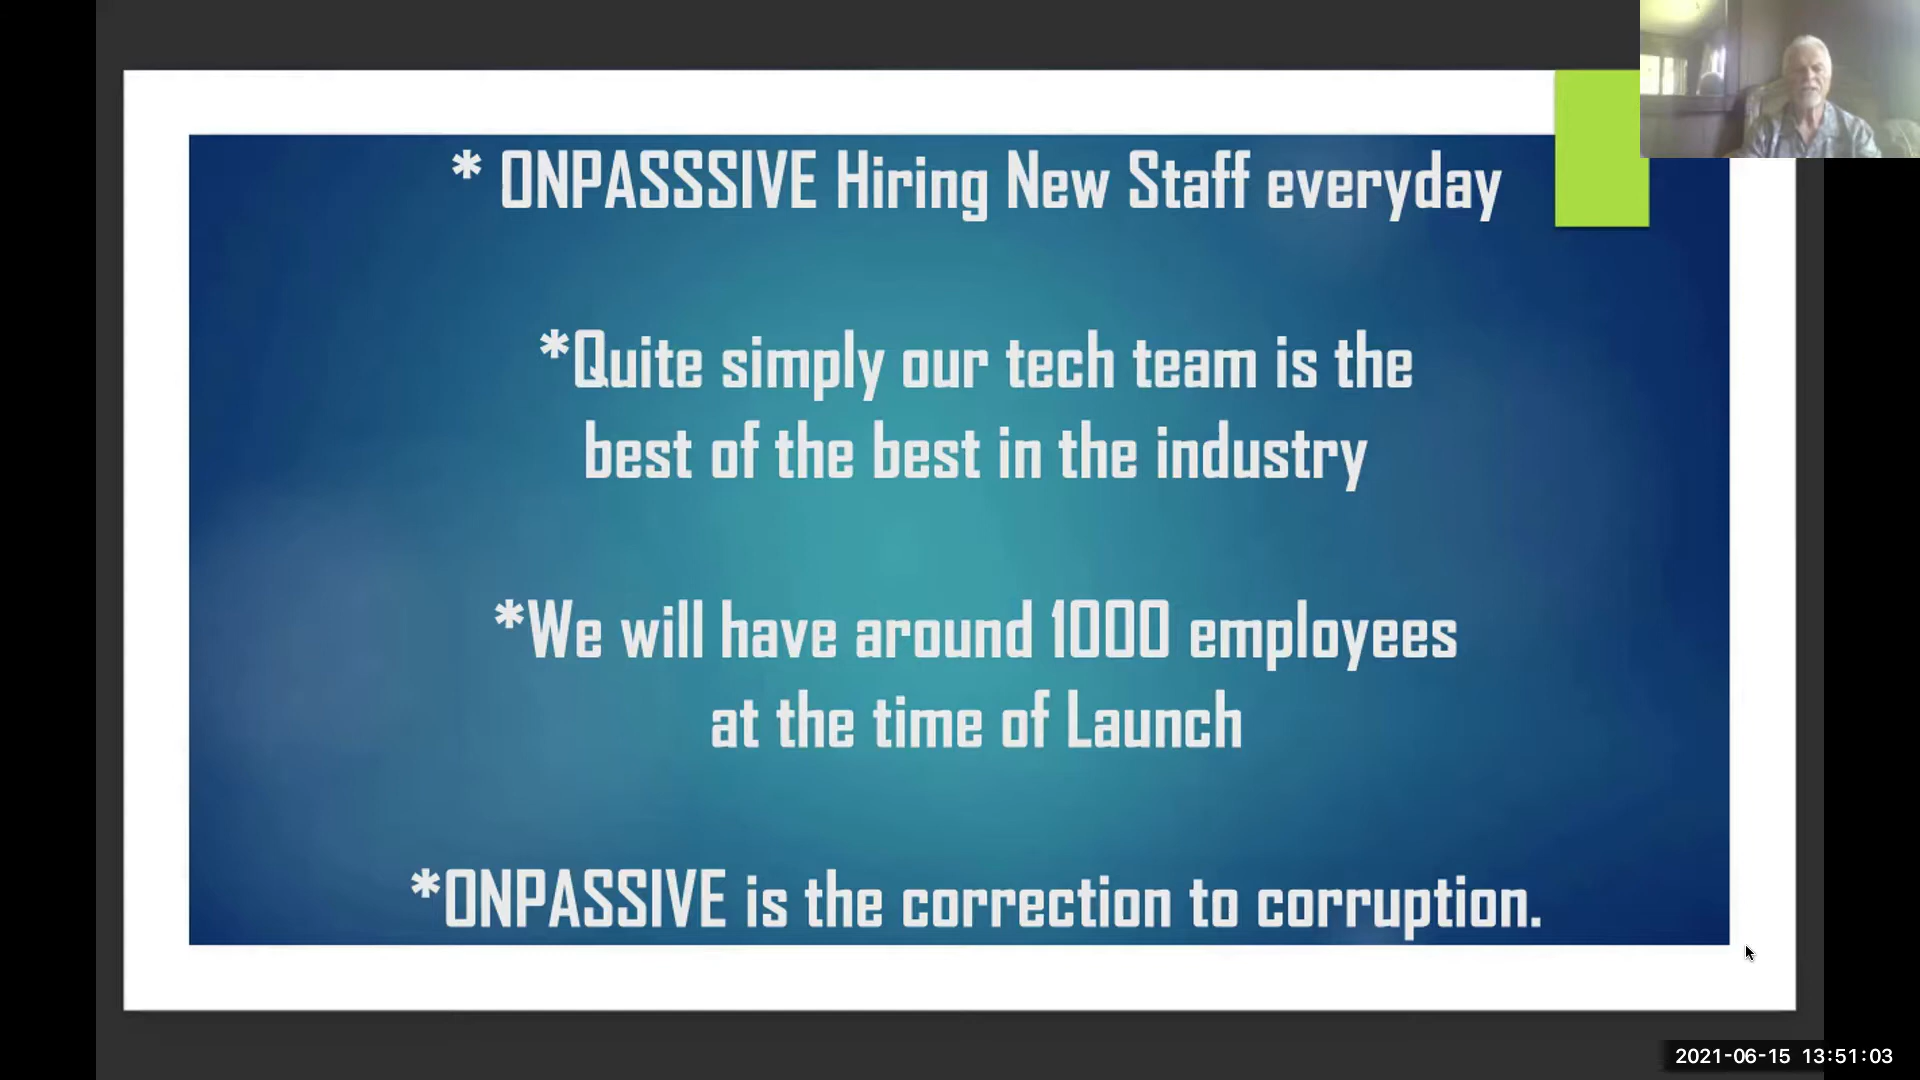 * ONPASSSIVE Hiring New Staff everyday
*Quite simply our tech team is the
best of the best in the industry
*We will have around 1000 employees
at the time of Launch
*ONPASSIVE is the correction to corruption.
2021-06-15 13:51:03